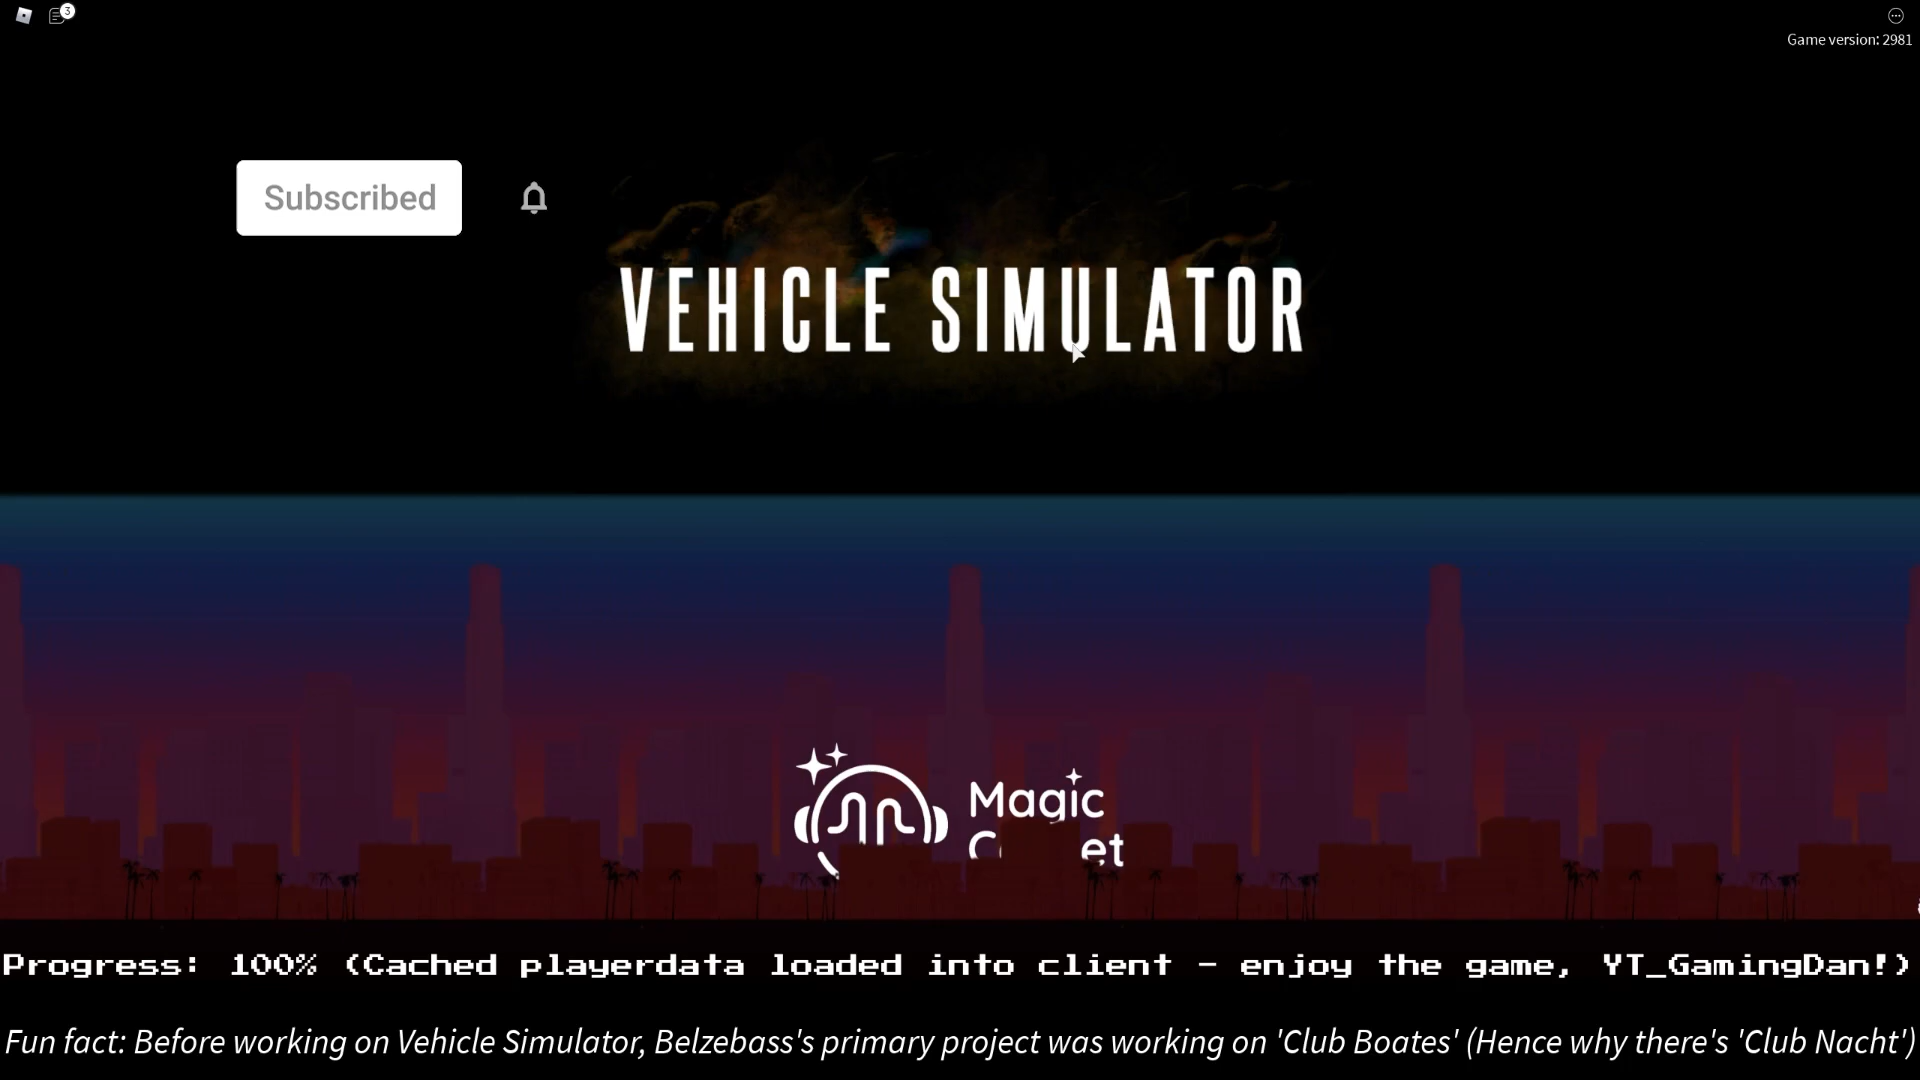 3
Game version: 2981
Subscribed
VEHICLE SIMULATOR
Magic
et
Progress: 100% (Cached playerdata loaded into client - enjoy the game, YT_GamingDan!)
Fun fact: Before working on Vehicle Simulator, Belzebass's primary project was working on 'Club Boates' (Hence why there's 'Club Nacht')